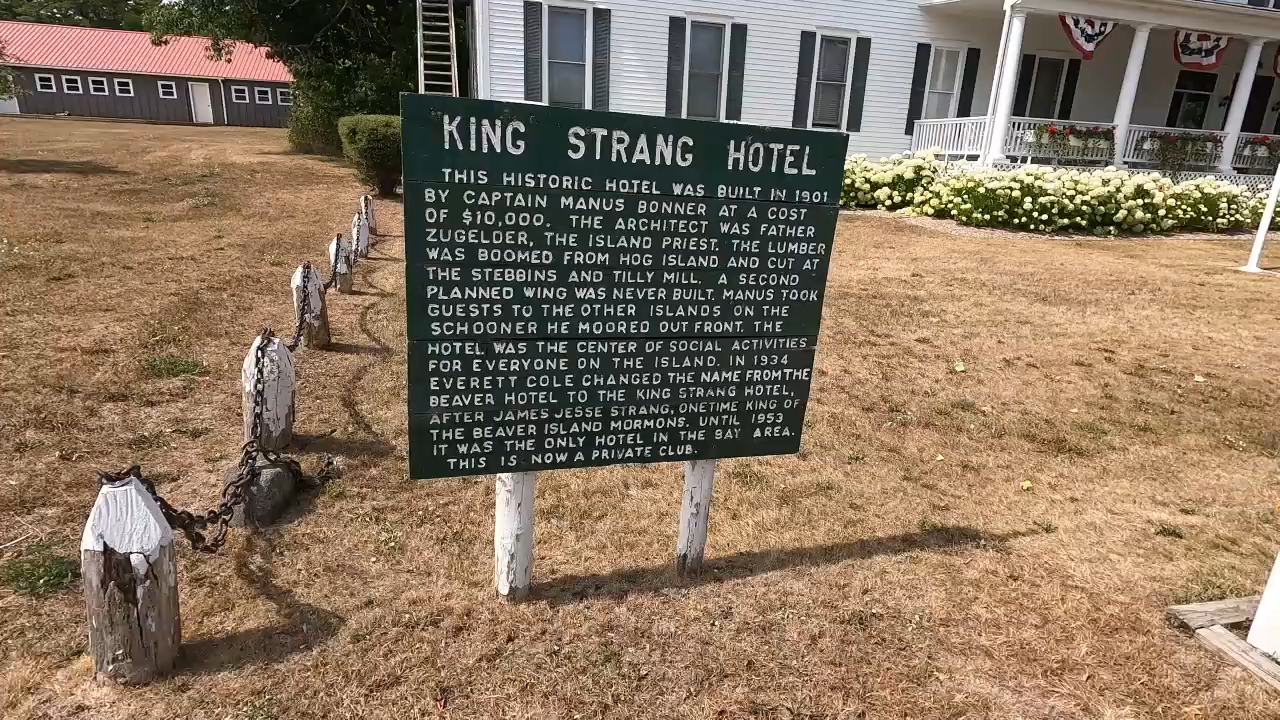 KING STRANG HOTEL
THIS HISTORIC HOTEL WAS BUILT IN 1901
BY CAPTAIN MANUS BONNER AT A COST
OF $10,000. THE ARCHITECT WAS FATHER
ZUGELDER, THE ISLAND PRIEST. THE LUMBER
WAS BOOMED FROM HOG ISLAND AND CUT AT
THE STEBBINS AND TILLY MILL. A SECOND
PLANNED WING WAS NEVER BUILT. MANUS TOOK
GUESTS TO THE OTHER ISLANDS ON THE
SCHOONER HE MOORED OUT FRONT. THE
HOTEL WAS THE CENTER OF SOCIAL ACTIVITIES
FOR EVERYONE ON THE ISLAND. IN 1934
EVERETT COLE CHANGED THE NAME FROM THE
BEAVER HOTEL TO THE KING STRANG HOTEL,
AFTER JAMES JESSE STRANG, ONETIME KING OF
THE BEAVER ISLAND MORMONS. UNTIL 1953
IT WAS THE ONLY HOTEL IN THE BAY AREA.
THIS IS NOW A PRIVATE CLUB.